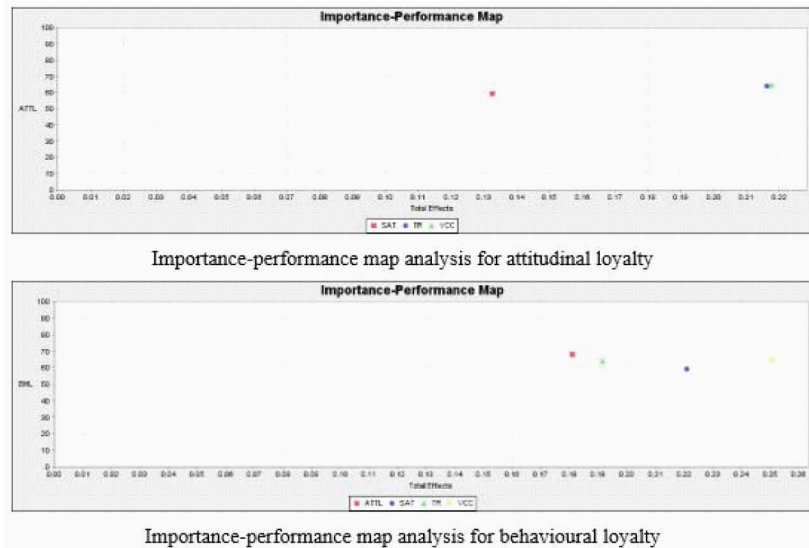 Importance-Performance Map
100
90
80
70
60
50
40
30
20
10
0
ATTL
0.00 0.01 0.02 0.03 0.04 0.05 0.06 0.07 0.08 0.09 0.10 0.11 0.12 0.13 0.14 0.15 0.16 0.17 0.18 0.19 0.20 0.21 0.22
Total Effects
SAT TR VCC
Importance-performance map analysis for attitudinal loyalty
Importance-Performance Map
100
90
80
70
60
50
40
30
20
10
0
0.00 0.01 0.02 0.03 0.04 0.05 0.06 0.07 0.08 0.09 0.10 0.11 0.12 0.13 0.14 0.15 0.16 0.17 0.18 0.19 0.20 0.21 0.22 0.23 0.24 0.25 0.26
Total Effects
ATTL SAT TR VCC
Importance-performance map analysis for behavioural loyalty